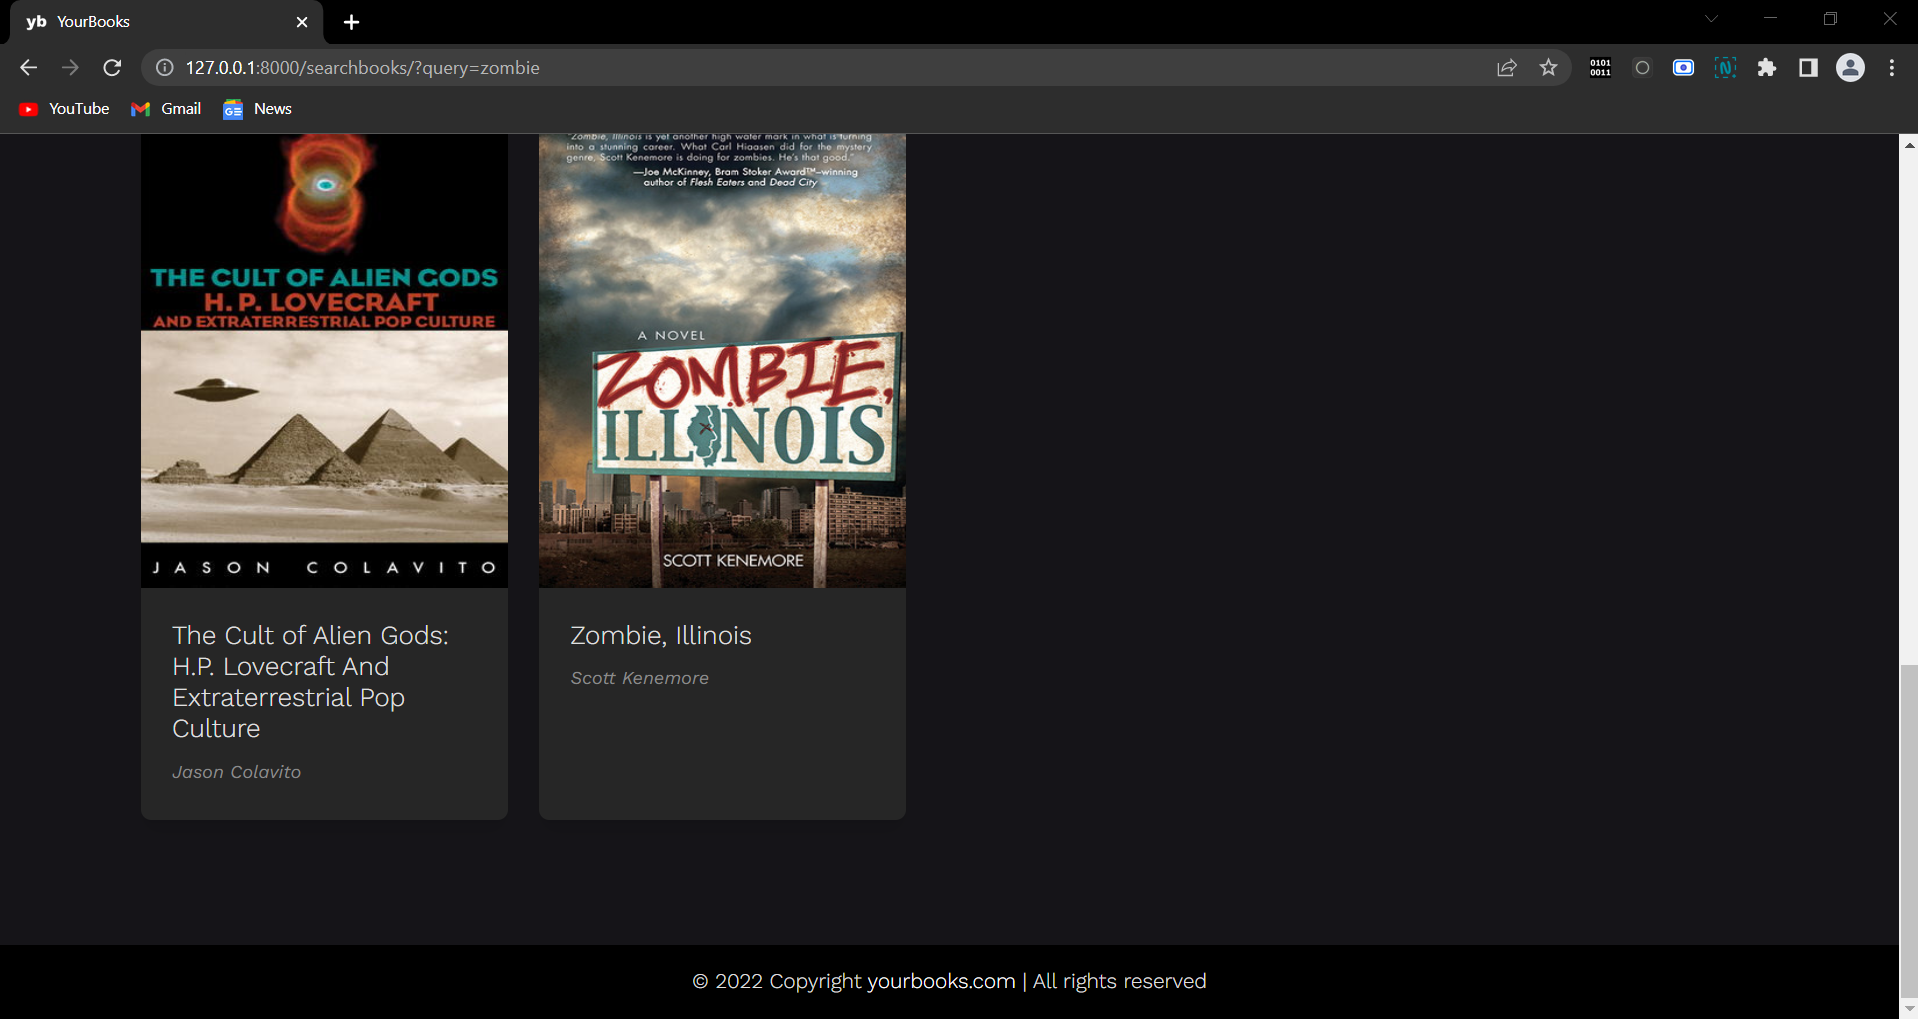 yb YourBooks
127.0.0.1:8000/searchbooks/?query=zombie
0101
0011
N
YouTube Gmail GE News
THE CULT OF ALIEN GODS
H. P. LOVECRAFT
AND EXTRATERRESTRIAL POP CULTURE
JASON COLAVITO
The Cult of Alien Gods:
H.P. Lovecraft And
Extraterrestrial Pop
Culture
Jason Colavito
"Zombie, Illinois is yet another high water mark in what is turning
into a stunning career. What Carl Hiaasen did for the mystery
genre, Scott Kenemore is doing for zombies. He's that good."
—Joe McKinney, Bram Stoker Award™–winning
author of Flesh Eaters and Dead City
A NOVEL
ZOMBIE,
ILLINOIS
SCOTT KENEMORE
Zombie, Illinois
Scott Kenemore
© 2022 Copyright yourbooks.com | All rights reserved